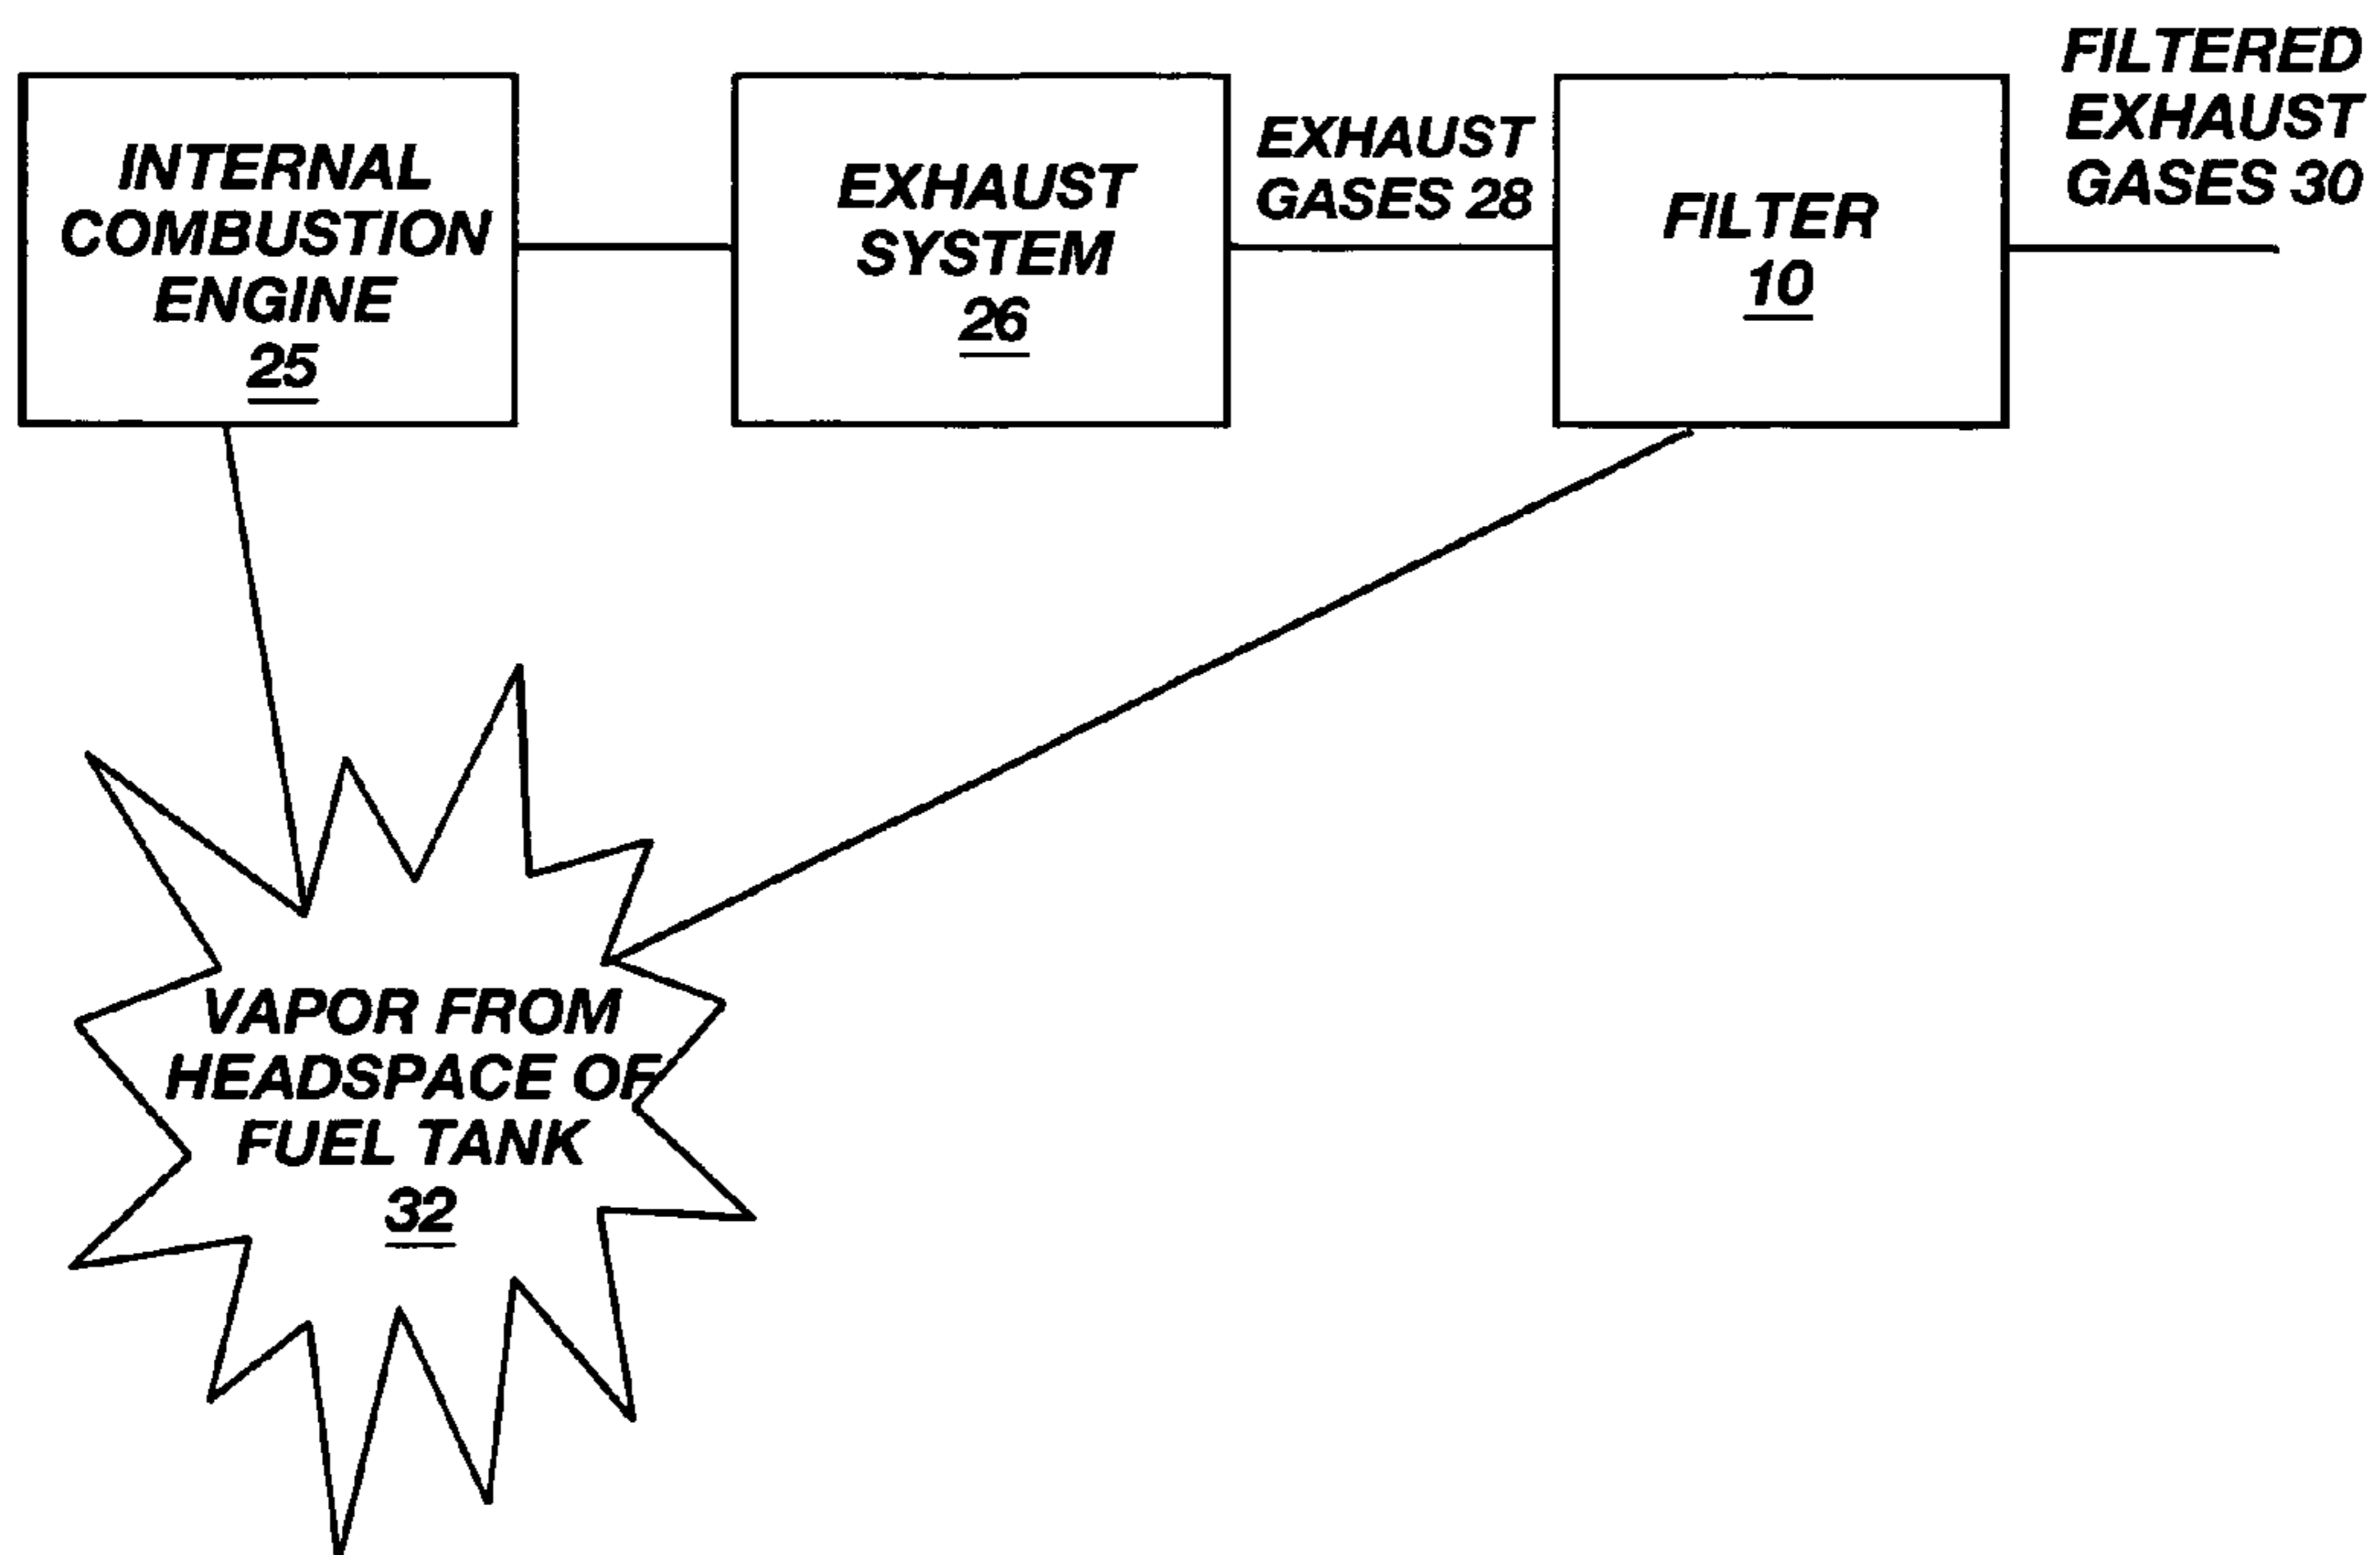 INTERNAL
COMBUSTION
ENGINE
25
EXHAUST
SYSTEM
26
EXHAUST
GASES 28
FILTER
10
FILTERED
EXHAUST
GASES 30
VAPOR FROM
HEADSPACE OF
FUEL TANK
32